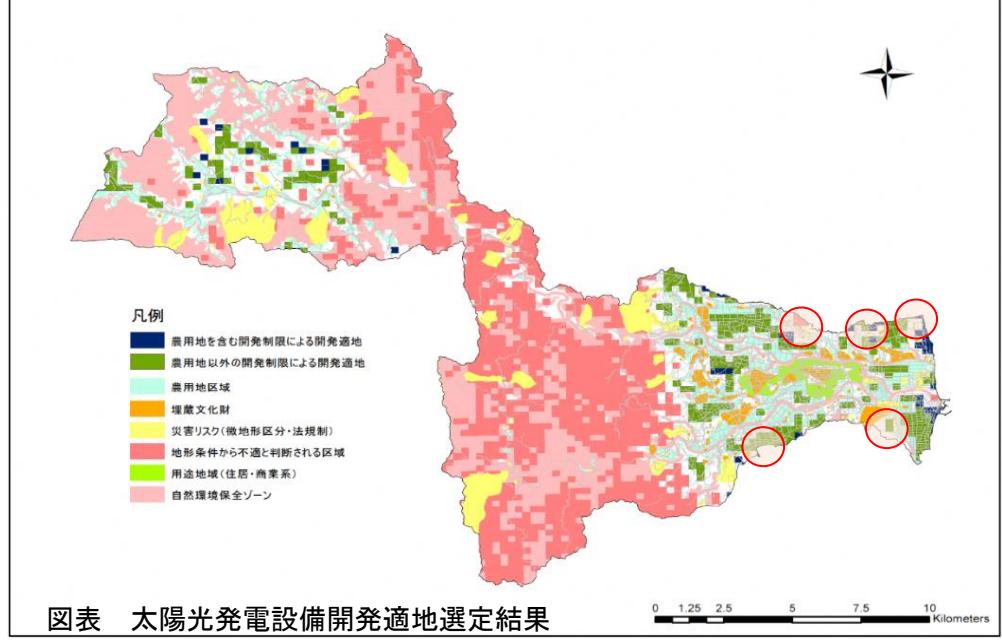 凡例
農用地を含む開発制限による開発適地
農用地以外の開発制限による開発適地
農用地区域
埋蔵文化財
災害リスク(微地形区分・法規制)
地形条件から不適と判断される区域
用途地域(住居・商業系)
自然環境保全ゾーン
図表 太陽光発電設備開発適地選定結果
0 1.25 2.5 5 7.5 10
Kilometers